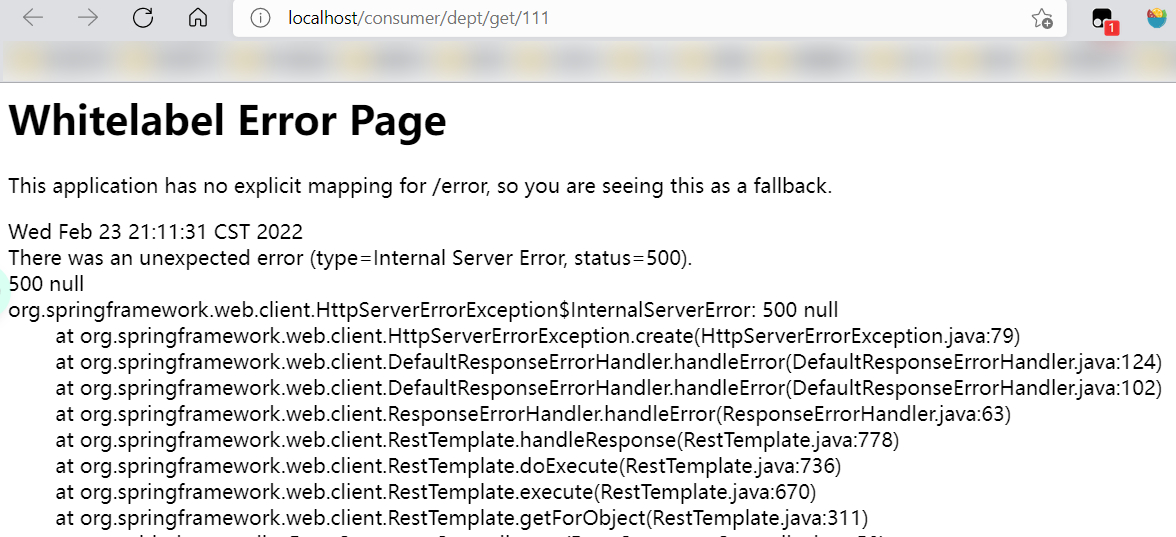 localhost/consumer/dept/get/111
1
Whitelabel Error Page
This application has no explicit mapping for /error, so you are seeing this as a fallback.
Wed Feb 23 21:11:31 CST 2022
There was an unexpected error (type=Internal Server Error, status=500).
500 null
org.springframework.web.client.HttpServerErrorException$InternalServerError: 500 null
at org.springframework.web.client.HttpServerErrorException.create(HttpServerErrorException.java:79)
at org.springframework.web.client.DefaultResponseErrorHandler.handleError(DefaultResponseErrorHandler.java:124)
at org.springframework.web.client.DefaultResponseErrorHandler.handleError(DefaultResponseErrorHandler.java:102)
at org.springframework.web.client.ResponseErrorHandler.handleError(ResponseErrorHandler.java:63)
at org.springframework.web.client.RestTemplate.handleResponse(RestTemplate.java:778)
at org.springframework.web.client.RestTemplate.doExecute(RestTemplate.java:736)
at org.springframework.web.client.RestTemplate.execute(RestTemplate.java:670)
at org.springframework.web.client.RestTemplate.getForObject(RestTemplate.java:311)